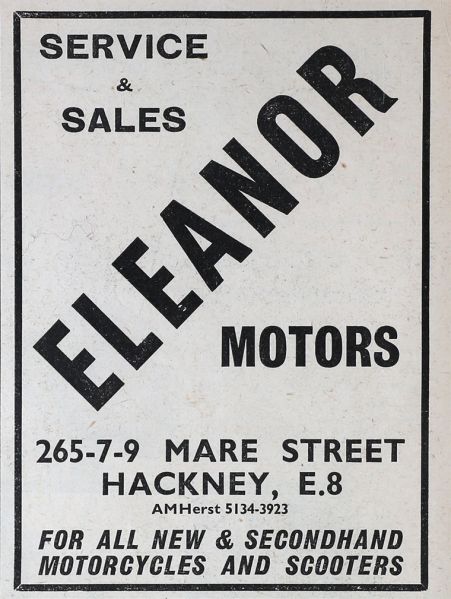 SERVICE
&
SALES
ELEANOR
MOTORS
265-7-9 MARE STREET
HACKNEY, E.8
AMHerst 5134-3923
FOR ALL NEW & SECONDHAND
MOTORCYCLES AND SCOOTERS